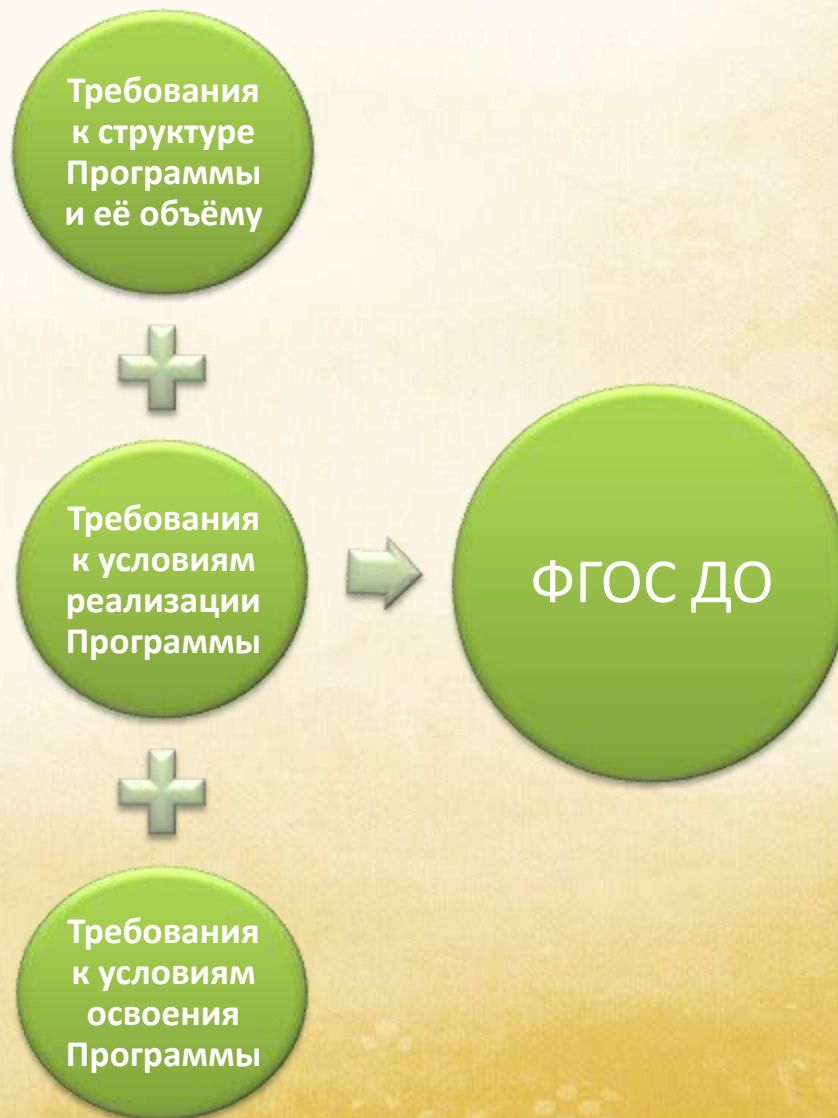 Требования
к структуре
Программы
и её объёму
Требования
к условиям
реализации
Программы
ФГОС ДО
Требования
к условиям
освоения
Программы